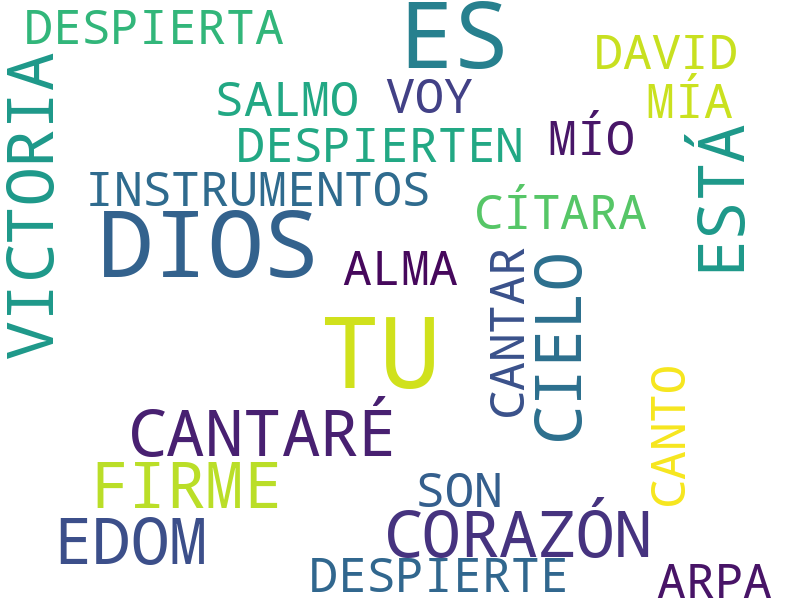 DESPIERTA
ES
DAVID
VICTORIA
SALMO
VOY
MÍA
DESPIERTEN
MÍO
ESTÁ
INSTRUMENTOS
CÍTARA
DIOS
ALMA
CANTAR
CIELO
TU
CANTO
CANTARÉ
FIRME
SON
EDOM
CORAZÓN
DESPIERTE
ARPA